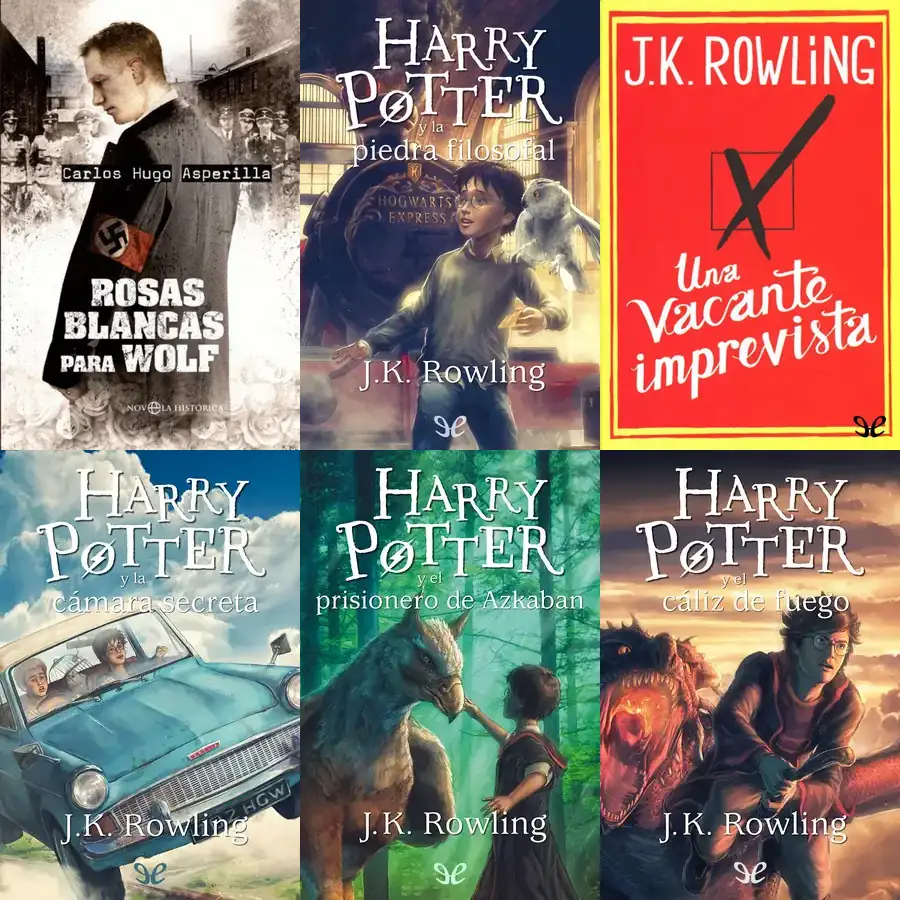 Carlos Hugo Asperilla
ROSAS
BLANCAS
PARA WOLF
NOVELA HISTÓRICA
HARRY
POTTER
y la
piedra filosofal
HOGWARTS
EXPRESS
J.K. Rowling
J.K. ROWLING
Una
Vacante
imprevista
HARRY
POTTER
y la
cámara secreta
J.K. Rowling
HARRY
POTTER
y el
prisionero de Azkaban
J.K. Rowling
HARRY
POTTER
y el
cáliz de fuego
J.K. Rowling